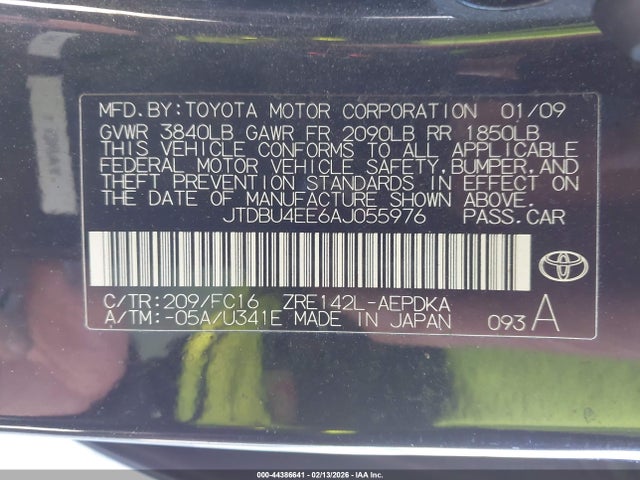 MFD.BY:TOYOTA MOTOR CORPORATION 01/09
GVWR 3840LB GAWR FR 2090LB RR 1850LB
THIS VEHICLE CONFORMS TO ALL APPLICABLE
FEDERAL MOTOR VEHICLE SAFETY,BUMPER,AND
THEFT PREVENTION STANDARDS IN EFFECT ON
THE DATE OF MANUFACTURE SHOWN ABOVE.
JTDBU4EE6AJ055976 PASS.CAR
C/TR:209/FC16 ZRE142L-AEPDKA
A/TM:-05A/U341E MADE IN JAPAN 093 A
000-44386641 - 02/13/2026 - IAA Inc.